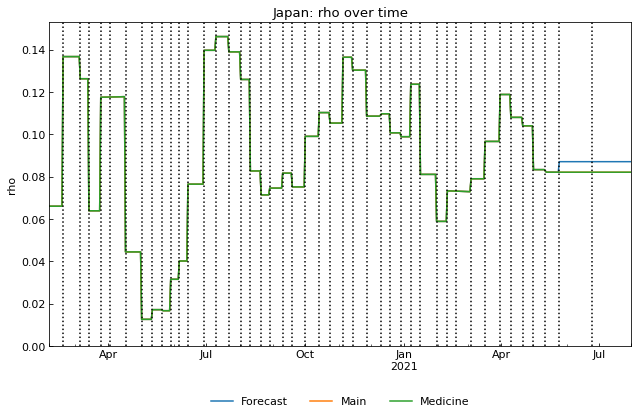 Japan: rho over time
rho
0.14
0.12
0.10
0.08
0.06
0.04
0.02
0.00
Apr Jul Oct Jan Apr Jul
2021
Forecast Main Medicine